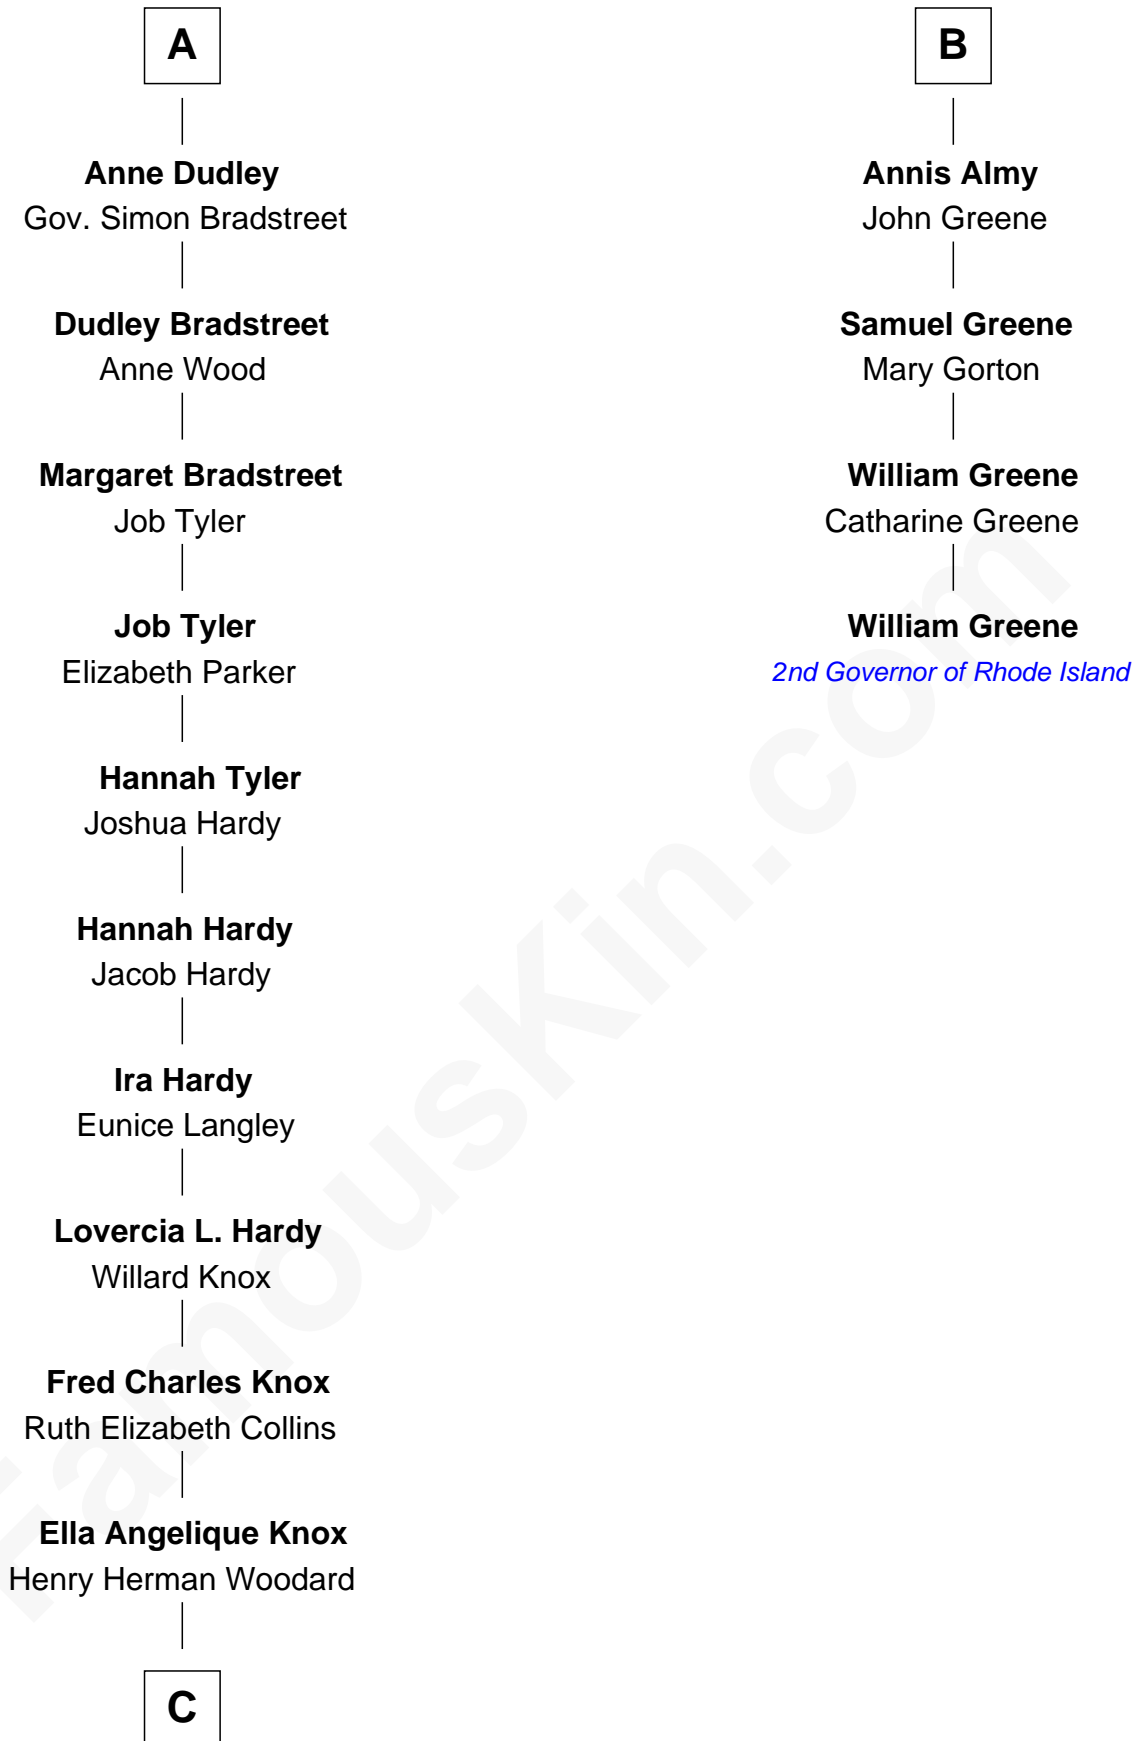 A
Anne Dudley
Gov. Simon Bradstreet
Dudley Bradstreet
Anne Wood
Margaret Bradstreet
Job Tyler
Job Tyler
Elizabeth Parker
Hannah Tyler
Joshua Hardy
Hannah Hardy
Jacob Hardy
Ira Hardy
Eunice Langley
Lovercia L. Hardy
Willard Knox
Fred Charles Knox
Ruth Elizabeth Collins
Ella Angelique Knox
Henry Herman Woodard
C
B
Annis Almy
John Greene
Samuel Greene
Mary Gorton
William Greene
Catharine Greene
William Greene
2nd Governor of Rhode Island
FamousKin.com